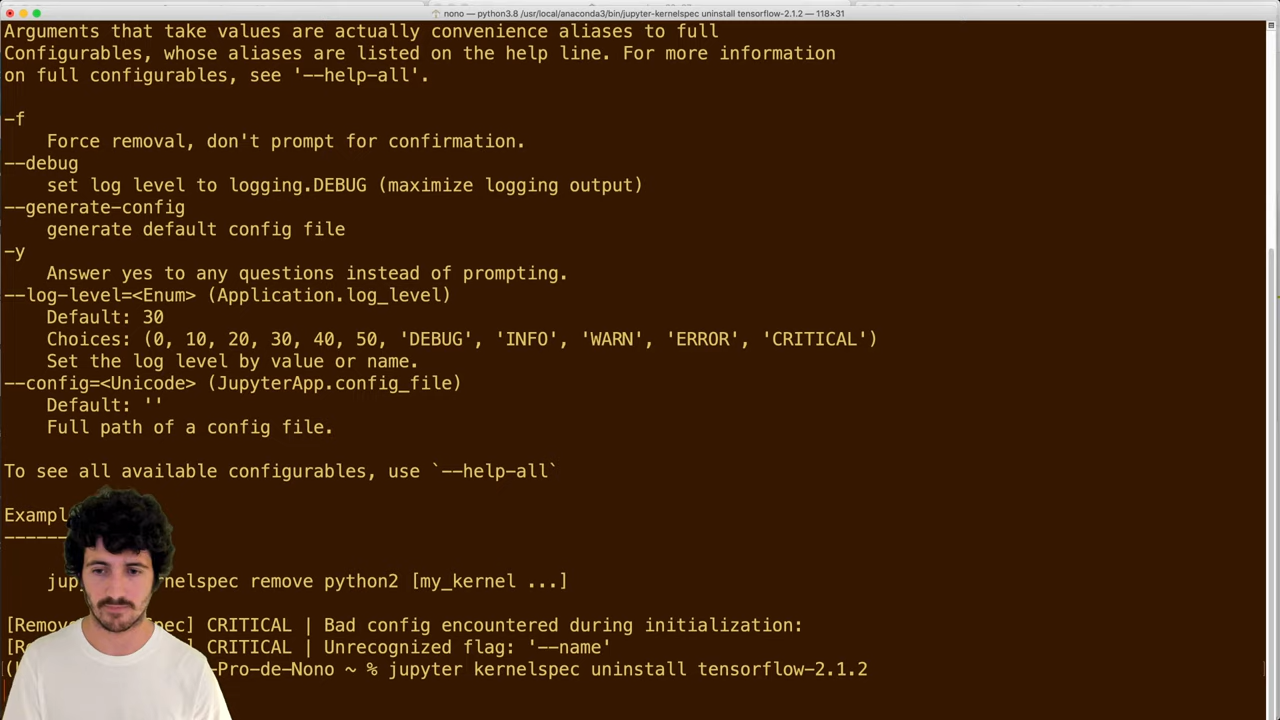 nono — python3.8 /usr/local/anaconda3/bin/jupyter-kernelspec uninstall tensorflow-2.1.2 — 118×31
Arguments that take values are actually convenience aliases to full
Configurables, whose aliases are listed on the help line. For more information
on full configurables, see '--help-all'.
-f
Force removal, don't prompt for confirmation.
--debug
set log level to logging.DEBUG (maximize logging output)
--generate-config
generate default config file
-y
Answer yes to any questions instead of prompting.
--log-level=<Enum> (Application.log_level)
Default: 30
Choices: (0, 10, 20, 30, 40, 50, 'DEBUG', 'INFO', 'WARN', 'ERROR', 'CRITICAL')
Set the log level by value or name.
--config=<Unicode> (JupyterApp.config_file)
Default: ''
Full path of a config file.
To see all available configurables, use `--help-all`
Exampl
------
jup rnelspec remove python2 [my_kernel ...]
[Remov Spec] CRITICAL | Bad config encountered during initialization:
[R ec] CRITICAL | Unrecognized flag: '--name'
( -Pro-de-Nono ~ % jupyter kernelspec uninstall tensorflow-2.1.2